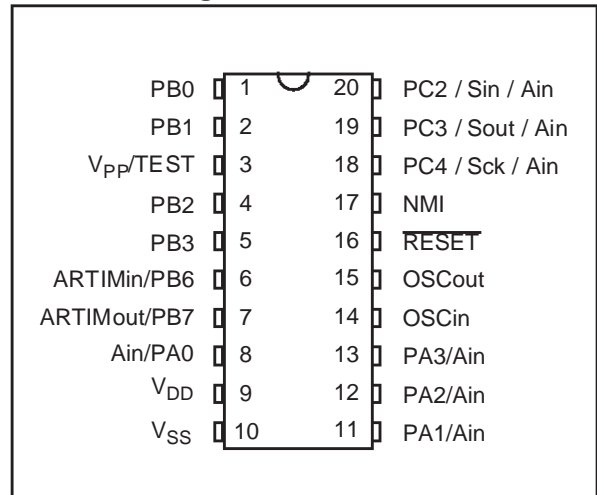 PB0 1 20 PC2 / Sin / Ain
PB1 2 19 PC3 / Sout / Ain
VPP/TEST 3 18 PC4 / Sck / Ain
PB2 4 17 NMI
PB3 5 16 RESET
ARTIMin/PB6 6 15 OSCout
ARTIMout/PB7 7 14 OSCin
Ain/PA0 8 13 PA3/Ain
VDD 9 12 PA2/Ain
VSS 10 11 PA1/Ain